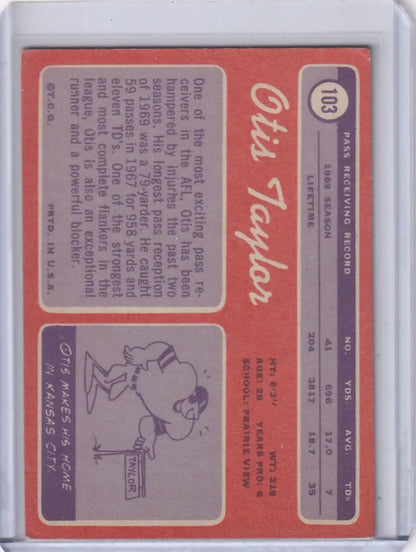 103
PASS RECEIVING RECORD
NO. YDS. AVG. TDs
1969 SEASON 41 696 17.0 7
LIFETIME 204 3817 18.7 35
Otis Taylor
HT: 6'3" WT: 215
AGE: 28 YEARS PRO: 6
SCHOOL: PRAIRIE VIEW
One of the most exciting pass re-
ceivers in the AFL, Otis has been
hampered by injuries the past two
seasons. His longest pass reception
of 1969 was a 79-yarder. He caught
59 passes in 1967 for 958 yards and
eleven TD's. One of the strongest
and most complete flankers in the
league, Otis is also an exceptional
runner and a powerful blocker.
©T.C.G. PRTD. IN U.S.A.
TAYLOR
OTIS MAKES HIS HOME
IN KANSAS CITY.